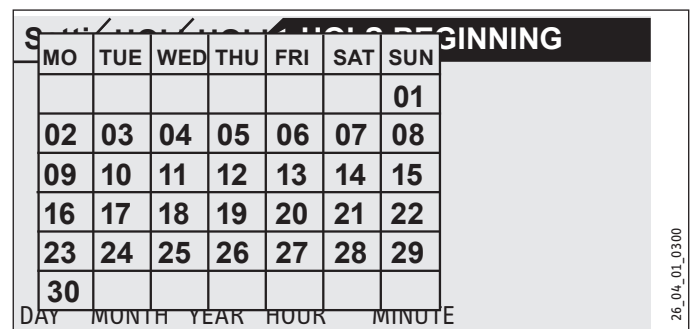 BEGINNING
MO TUE WED THU FRI SAT SUN
01
02 03 04 05 06 07 08
09 10 11 12 13 14 15
16 17 18 19 20 21 22
23 24 25 26 27 28 29
30
DAY MONTH YEAR HOUR MINUTE
26_04_01_0300